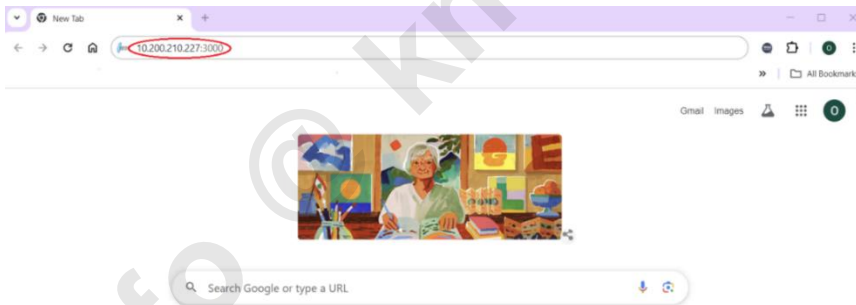 New Tab
10.200.210.227:3000
All Bookmark
Gmail Images
O
Search Google or type a URL